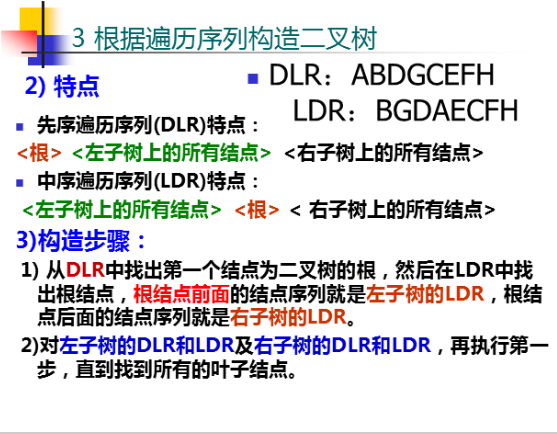 3 根据遍历序列构造二叉树
2) 特点
■ DLR：ABDGCEFH
LDR：BGDAECFH
■ 先序遍历序列(DLR)特点：
<根> <左子树上的所有结点> <右子树上的所有结点>
■ 中序遍历序列(LDR)特点：
<左子树上的所有结点> <根> < 右子树上的所有结点>
3)构造步骤：
1) 从DLR中找出第一个结点为二叉树的根，然后在LDR中找
出根结点，根结点前面的结点序列就是左子树的LDR，根结
点后面的结点序列就是右子树的LDR。
2)对左子树的DLR和LDR及右子树的DLR和LDR，再执行第一
步，直到找到所有的叶子结点。